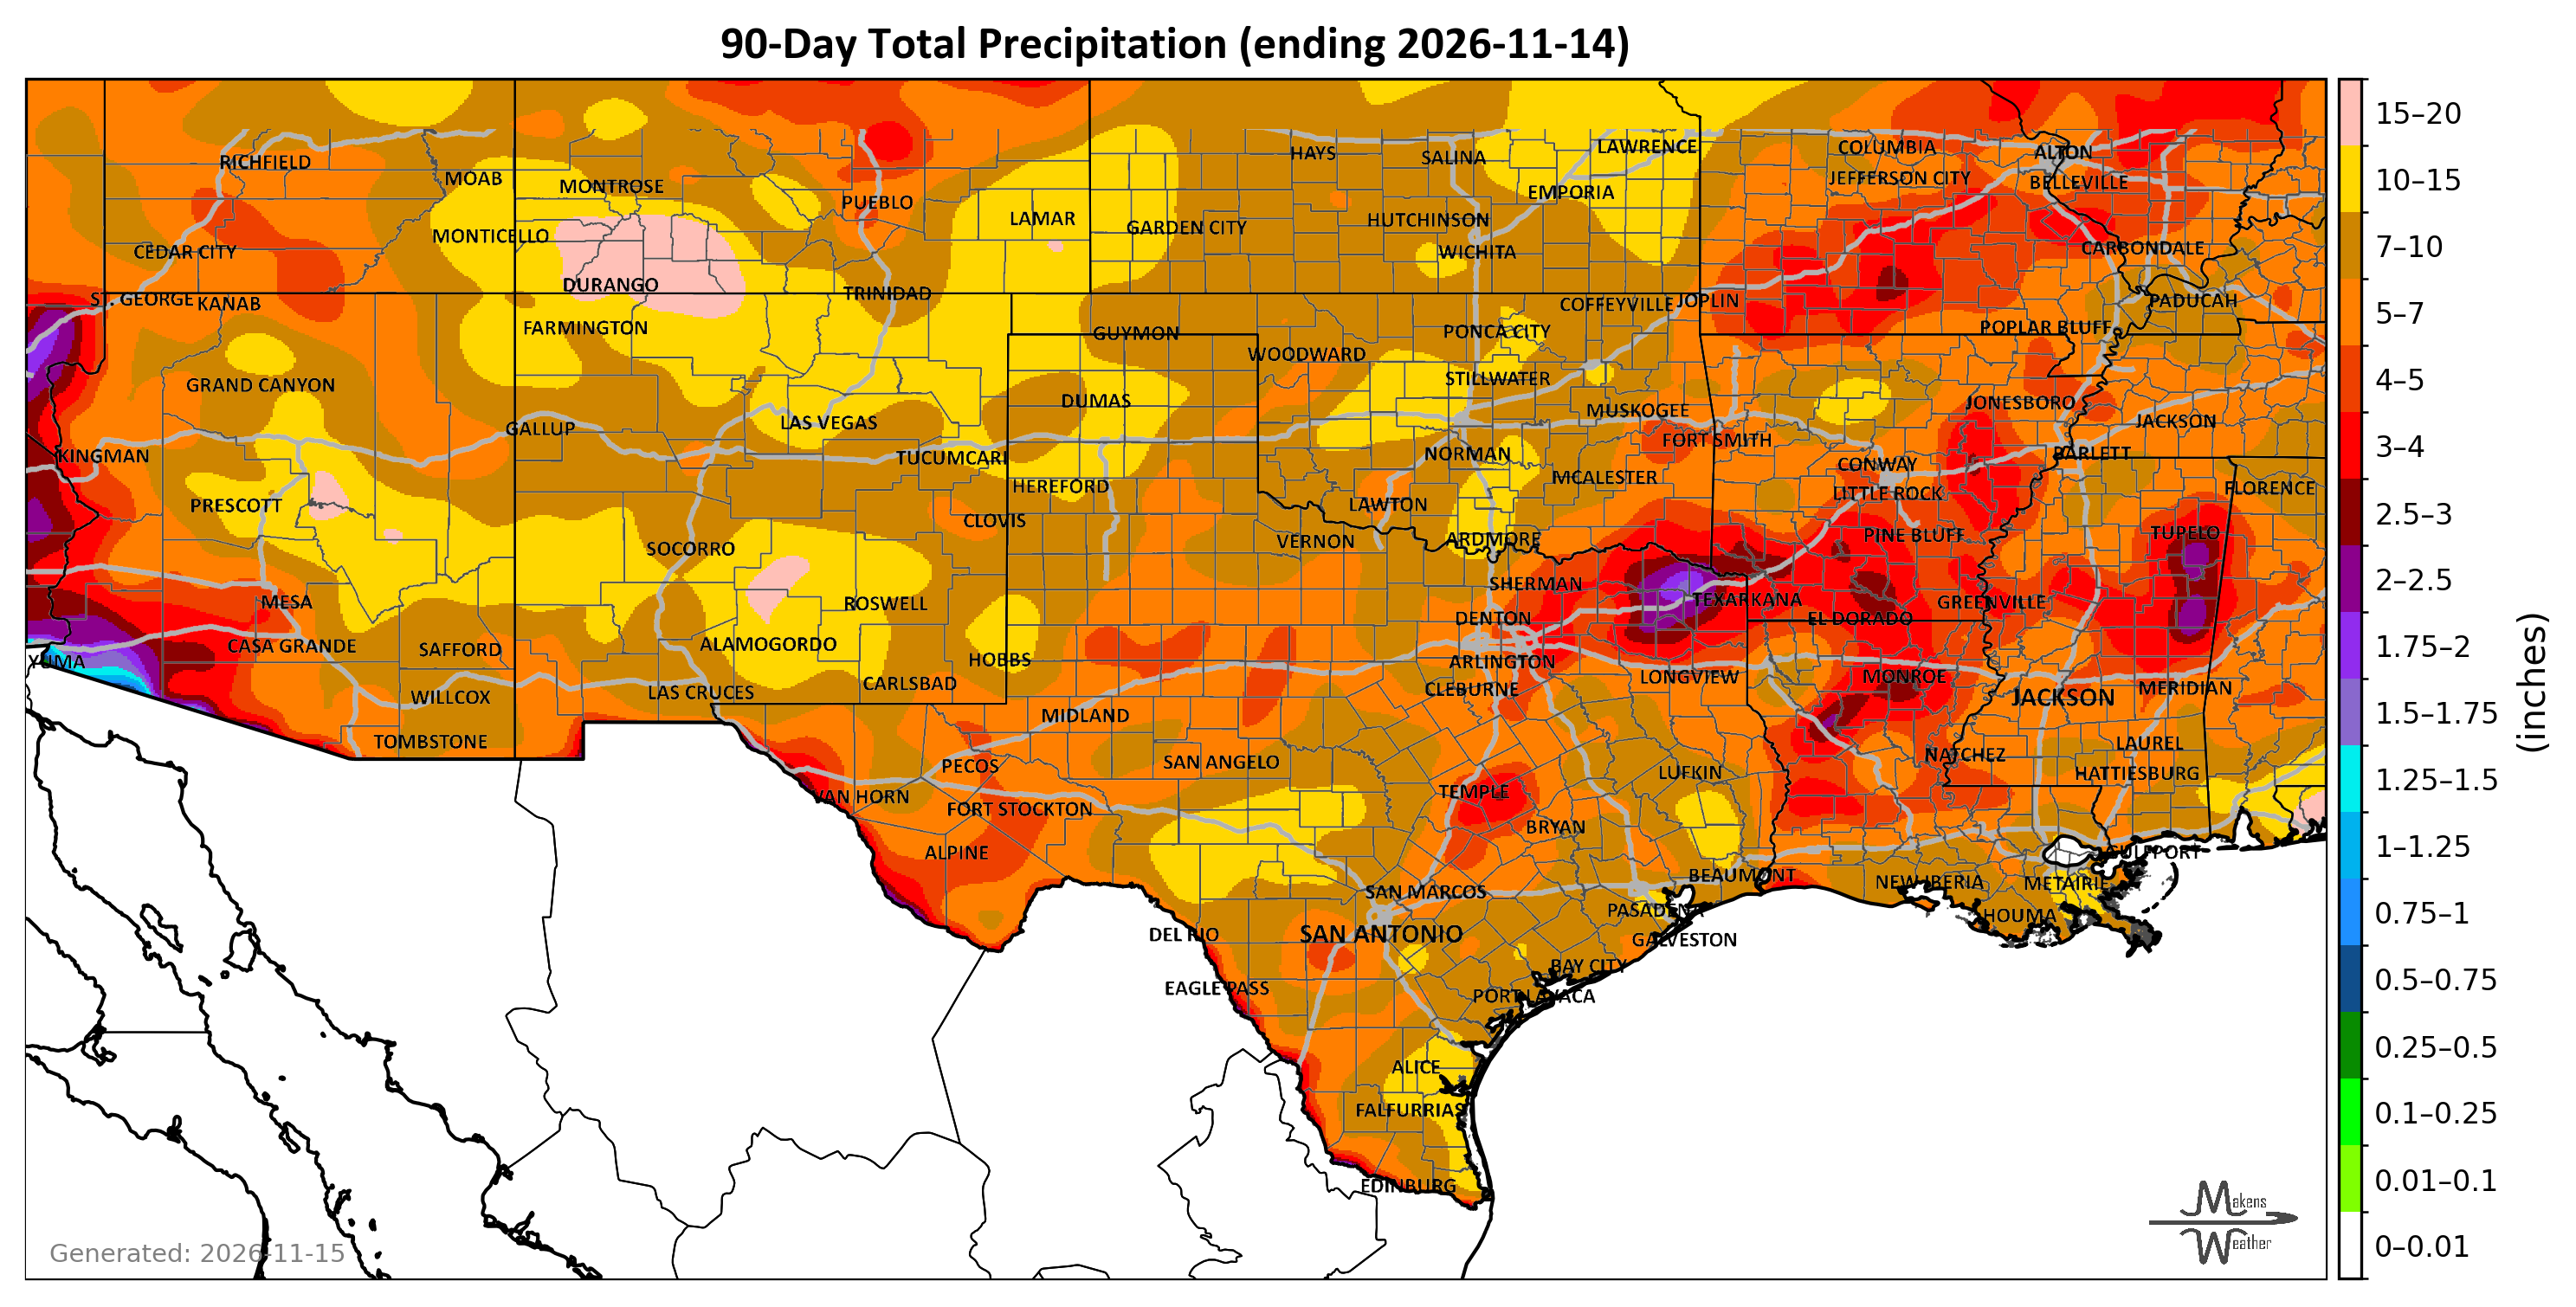 90-Day Total Precipitation (ending 2026-11-14)
RICHFIELD
MOAB
MONTROSE
PUEBLO
LAMAR
GARDEN CITY
HAYS
SALINA
LAWRENCE
EMPORIA
HUTCHINSON
WICHITA
COLUMBIA
JEFFERSON CITY
ALTON
BELLEVILLE
CARBONDALE
CEDAR CITY
MONTICELLO
DURANGO
TRINIDAD
ST. GEORGE
KANAB
FARMINGTON
GUYMON
WOODWARD
PONCA CITY
COFFEYVILLE
JOPLIN
POPLAR BLUFF
PADUCAH
GRAND CANYON
STILLWATER
DUMAS
MUSKOGEE
JONESBORO
JACKSON
GALLUP
LAS VEGAS
FORT SMITH
KINGMAN
TUCUMCARI
NORMAN
CONWAY
BARLETT
HEREFORD
MCALESTER
LITTLE ROCK
FLORENCE
PRESCOTT
CLOVIS
LAWTON
PINE BLUFF
TUPELO
SOCORRO
VERNON
ARDMORE
MESA
ROSWELL
SHERMAN
TEXARKANA
GREENVILLE
DENTON
EL DORADO
CASA GRANDE
SAFFORD
ALAMOGORDO
HOBBS
ARLINGTON
YUMA
WILLCOX
LAS CRUCES
CARLSBAD
CLEBURNE
LONGVIEW
MONROE
JACKSON
MERIDIAN
TOMBSTONE
MIDLAND
LAUREL
NATCHEZ
PECOS
SAN ANGELO
LUFKIN
HATTIESBURG
VAN HORN
FORT STOCKTON
TEMPLE
BRYAN
ALPINE
GULFPORT
SAN MARCOS
BEAUMONT
NEW IBERIA
METAIRIE
PASADENA
HOUMA
DEL RIO
SAN ANTONIO
GALVESTON
BAY CITY
EAGLE PASS
PORT LAVACA
ALICE
FALFURRIAS
EDINBURG
Generated: 2026-11-15
Makens
Weather
15–20
10–15
7–10
5–7
4–5
3–4
2.5–3
2–2.5
1.75–2
1.5–1.75
1.25–1.5
1–1.25
0.75–1
0.5–0.75
0.25–0.5
0.1–0.25
0.01–0.1
0–0.01
(inches)